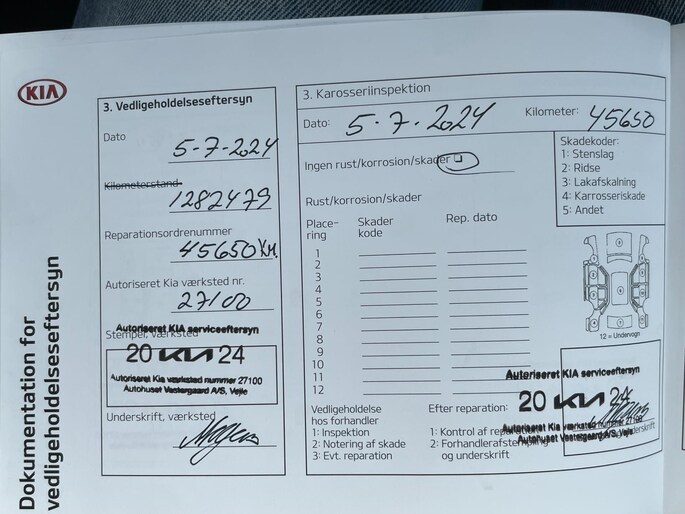 KIA
Dokumentation for
vedligeholdelseseftersyn
3. Vedligeholdelseseftersyn
Dato
5-7-2024
Kilometerstand
1282479
Reparationsordrenummer
45650 Km.
Autoriseret Kia værksted nr.
27100
Stempel, værksted
Autoriseret KIA serviceeftersyn
20 KIA 24
Autoriseret Kia værksted nummer 27100
Autohuset Vestergaard A/S, Vejle
Underskrift, værksted
3. Karosseriinspektion
Dato: 5-7-2024 Kilometer: 45650
Ingen rust/korrosion/skader
Rust/korrosion/skader
Skadekoder:
1: Stenslag
2: Ridse
3: Lakafskalning
4: Karrosseriskade
5: Andet
Place-
ring
Skader
kode
Rep. dato
1
2
3
4
5
6
7
8
9
10
11
12
12 = Undervogn
Vedligeholdelse
hos forhandler
1: Inspektion
2: Notering af skade
3: Evt. reparation
Efter reparation:
1: Kontrol af reparation
2: Forhandlerafstempling
og underskrift
Autoriseret KIA serviceeftersyn
20 KIA 24
Autoriseret Kia værksted nummer 27100
Autohuset Vestergaard A/S, Vejle